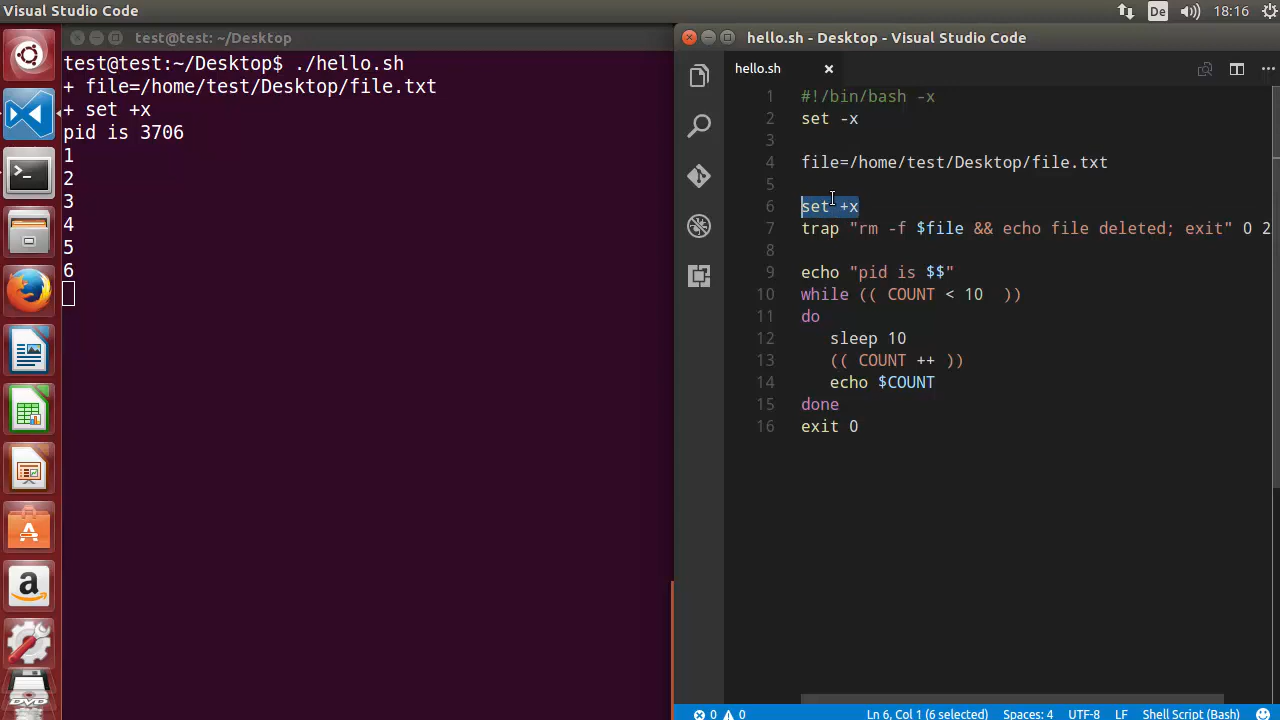 Visual Studio Code
De
18:16
test@test: ~/Desktop
test@test:~/Desktop$ ./hello.sh
+ file=/home/test/Desktop/file.txt
+ set +x
pid is 3706
1
2
3
4
5
6
hello.sh - Desktop - Visual Studio Code
hello.sh
1 #!/bin/bash -x
2 set -x
3
4 file=/home/test/Desktop/file.txt
5
6 set +x
7 trap "rm -f $file && echo file deleted; exit" 0 2
8
9 echo "pid is $$"
10 while (( COUNT < 10  ))
11 do
12    sleep 10
13    (( COUNT ++ ))
14    echo $COUNT
15 done
16 exit 0
0 0 Ln 6, Col 1 (6 selected) Spaces: 4 UTF-8 LF Shell Script (Bash)